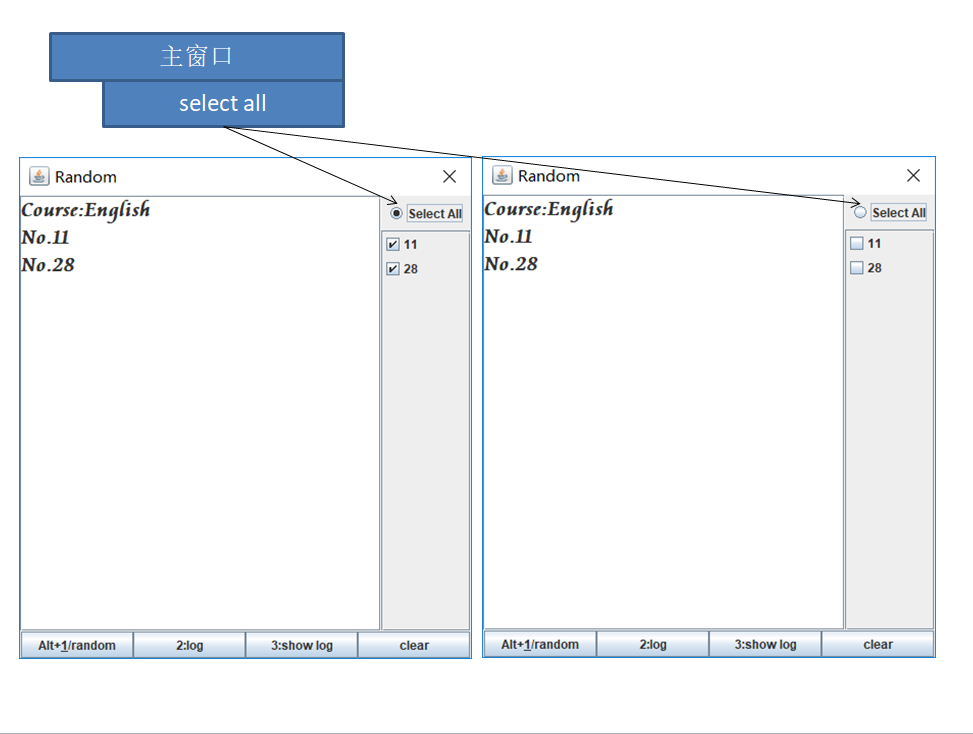 主窗口
select all
Random
Course:English
No.11
No.28
Select All
11
28
Alt+1/random
2:log
3:show log
clear
Random
Course:English
No.11
No.28
Select All
11
28
Alt+1/random
2:log
3:show log
clear